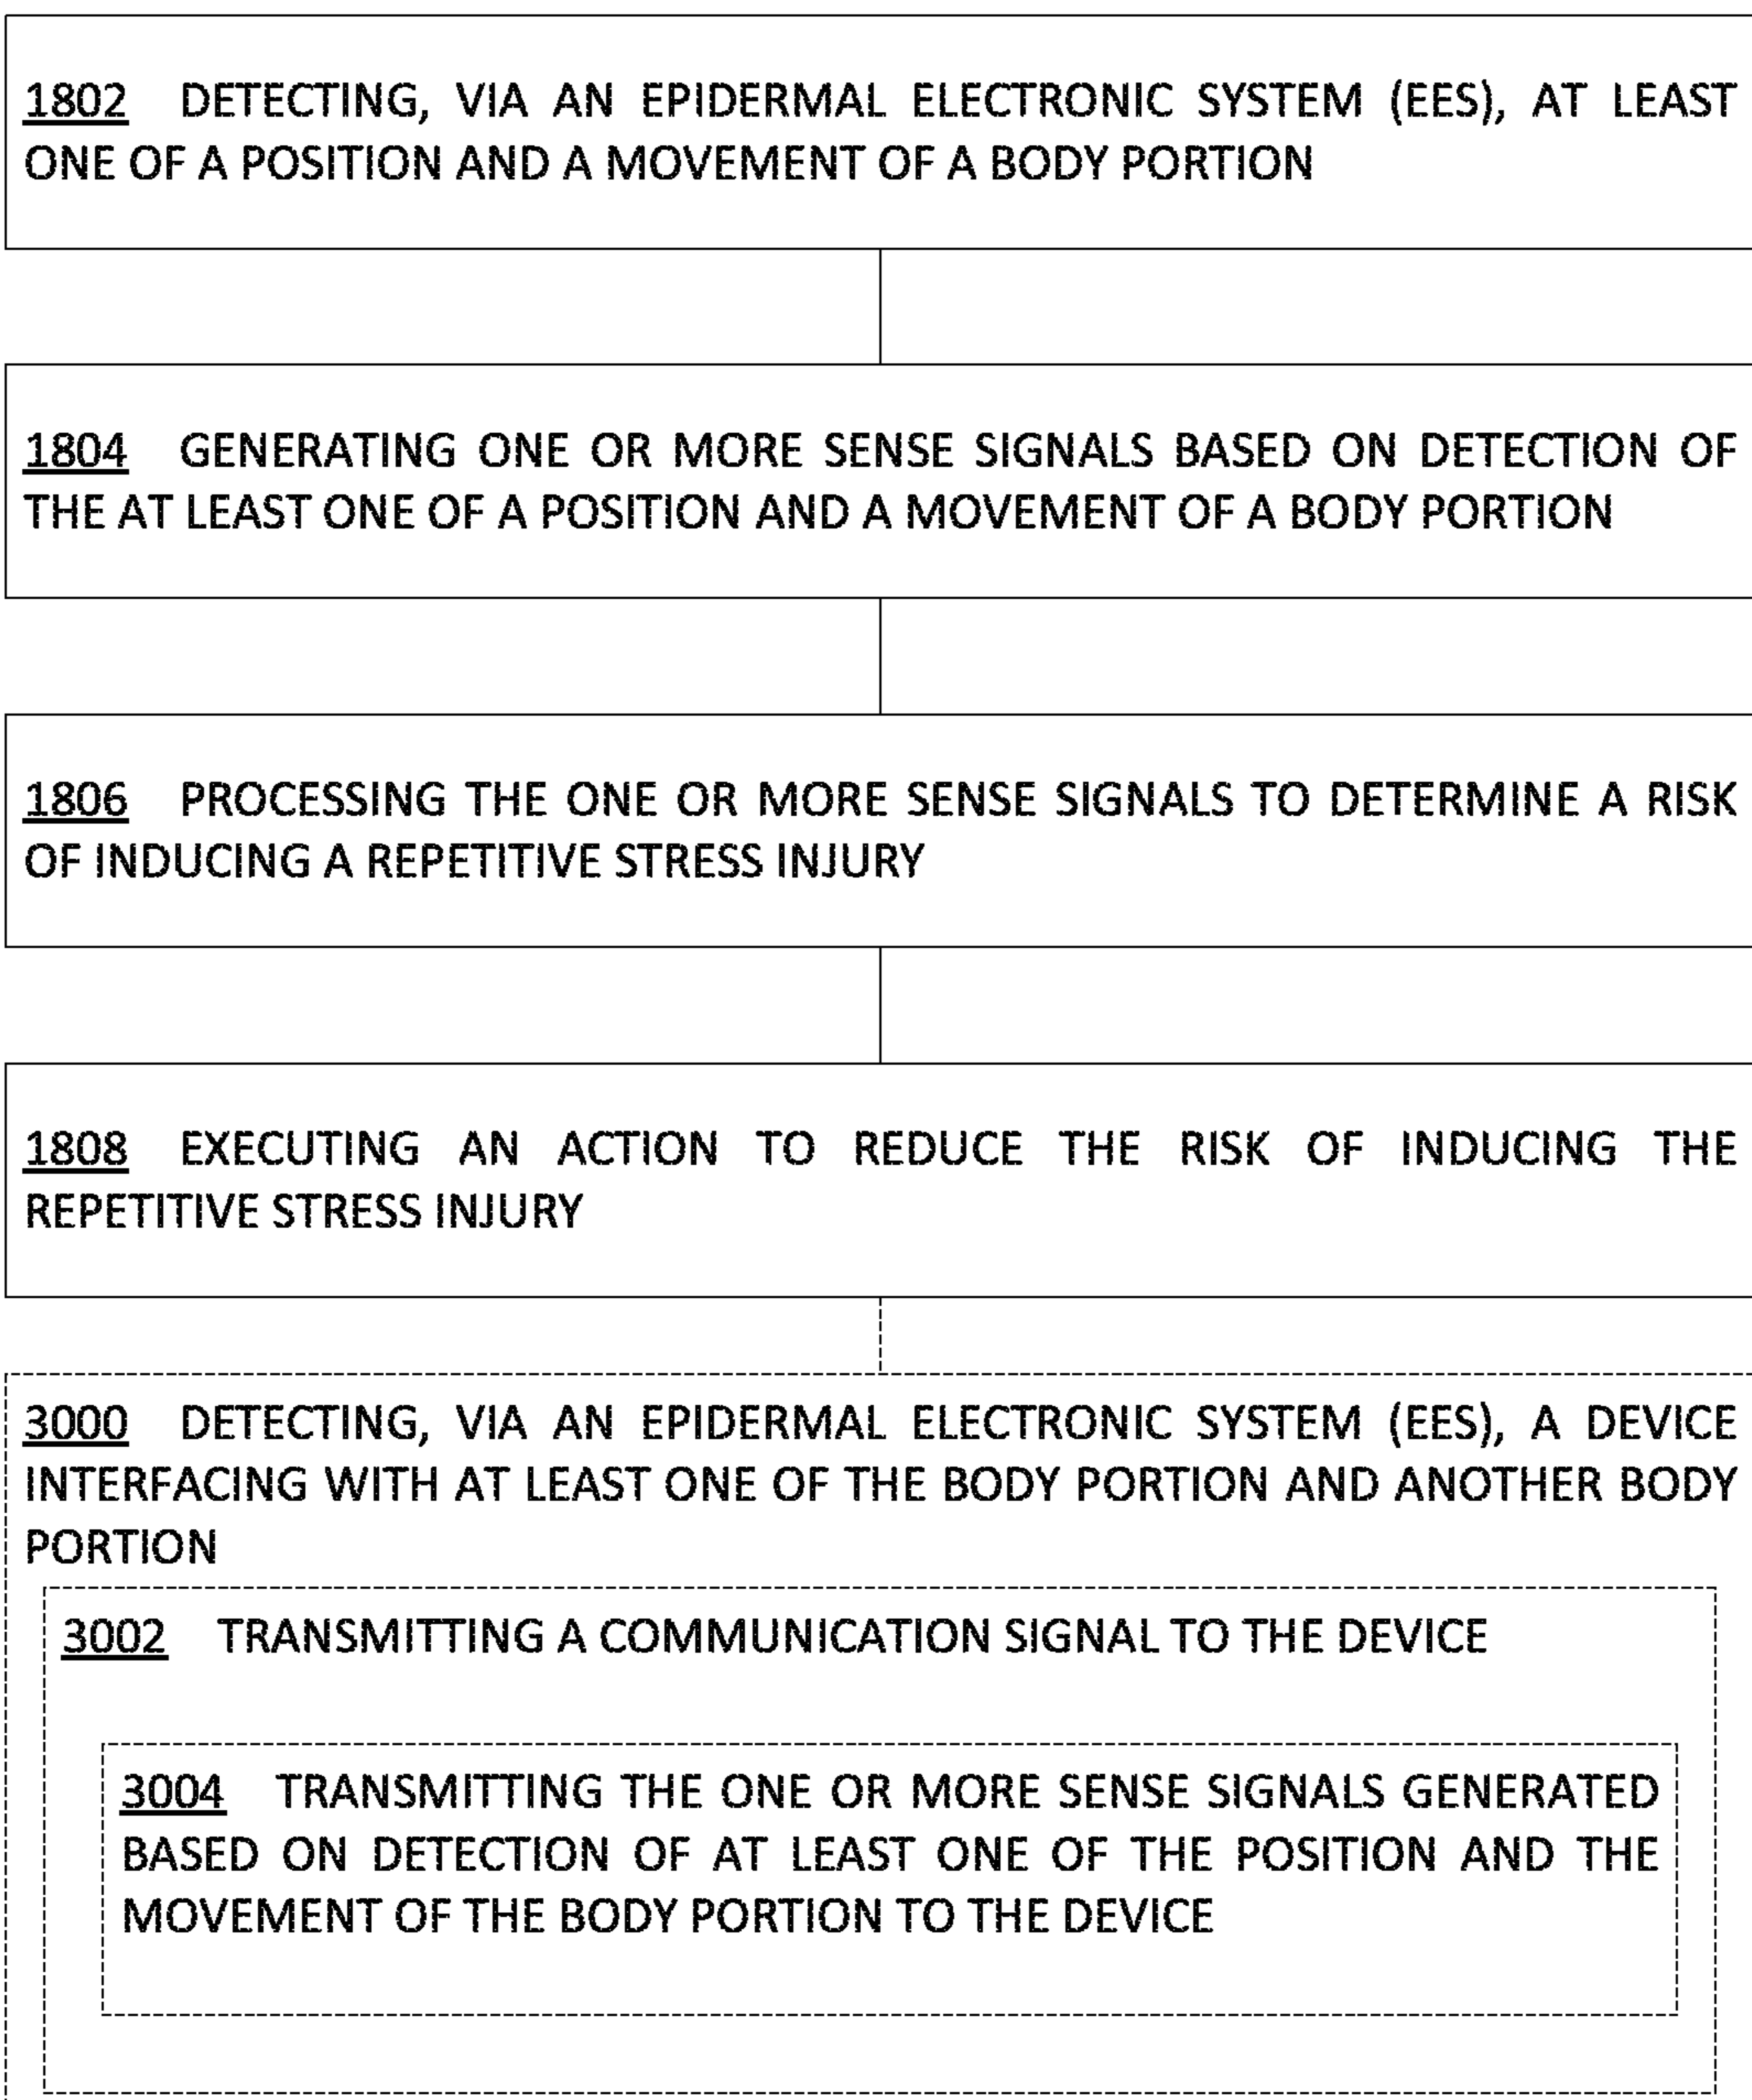 1802 DETECTING, VIA AN EPIDERMAL ELECTRONIC SYSTEM (EES), AT LEAST
ONE OF A POSITION AND A MOVEMENT OF A BODY PORTION
1804 GENERATING ONE OR MORE SENSE SIGNALS BASED ON DETECTION OF
THE AT LEAST ONE OF A POSITION AND A MOVEMENT OF A BODY PORTION
1806 PROCESSING THE ONE OR MORE SENSE SIGNALS TO DETERMINE A RISK
OF INDUCING A REPETITIVE STRESS INJURY
1808 EXECUTING AN ACTION TO REDUCE THE RISK OF INDUCING THE
REPETITIVE STRESS INJURY
3000 DETECTING, VIA AN EPIDERMAL ELECTRONIC SYSTEM (EES), A DEVICE
INTERFACING WITH AT LEAST ONE OF THE BODY PORTION AND ANOTHER BODY
PORTION
3002 TRANSMITTING A COMMUNICATION SIGNAL TO THE DEVICE
3004 TRANSMITTING THE ONE OR MORE SENSE SIGNALS GENERATED
BASED ON DETECTION OF AT LEAST ONE OF THE POSITION AND THE
MOVEMENT OF THE BODY PORTION TO THE DEVICE